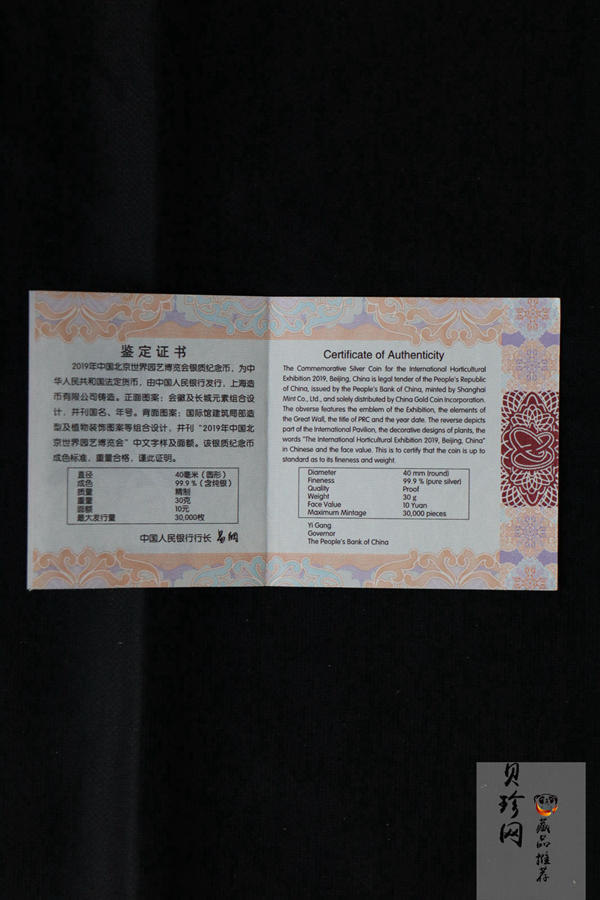 鉴定证书
2019年中国北京世界园艺博览会银质纪念币，为中
华人民共和国法定货币，由中国人民银行发行，上海造
币有限公司铸造。正面图案：会徽及长城元素组合设
计，并刊国名、年号。背面图案：国际馆建筑局部造
型及植物装饰图案等组合设计，并刊“2019年中国北
京世界园艺博览会”中文字样及面额。该银质纪念币
成色标准，重量合格，谨此证明。
直径 40毫米（圆形）
成色 99.9％（含纯银）
质量 精制
重量 30克
面额 10元
最大发行量 30,000枚
中国人民银行行长 易纲
Certificate of Authenticity
The Commemorative Silver Coin for the International Horticultural
Exhibition 2019, Beijing, China is legal tender of the People's Republic
of China, issued by the People's Bank of China, minted by Shanghai
Mint Co., Ltd., and solely distributed by China Gold Coin Incorporation.
The obverse features the emblem of the Exhibition, the elements of
the Great Wall, the title of PRC and the year date. The reverse depicts
part of the International Pavilion, the decorative designs of plants, the
words "The International Horticultural Exhibition 2019, Beijing, China"
in Chinese and the face value. This is to certify that the coin is up to
standard as to its fineness and weight.
Diameter 40 mm (round)
Fineness 99.9 % (pure silver)
Quality Proof
Weight 30 g
Face Value 10 Yuan
Maximum Mintage 30,000 pieces
Yi Gang
Governor
The People's Bank of China
贝珍网
藏品推荐